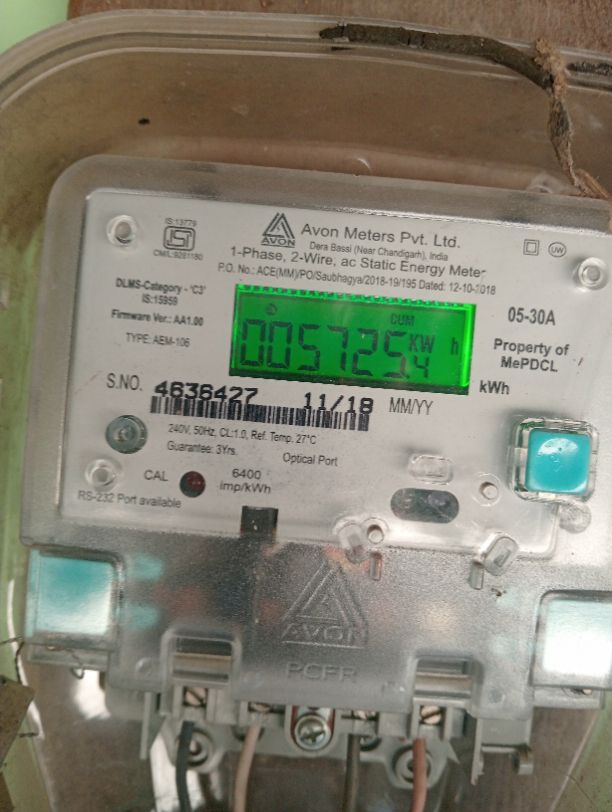 IS:13779
CM/L:9281180
AVON
Avon Meters Pvt. Ltd.
Dera Bassi (Near Chandigarh), India
1-Phase, 2-Wire, ac Static Energy Meter
P.O. No.: ACE(MM)/PO/Saubhagya/2018-19/195 Dated: 12-10-2018
UW
DLMS-Category - 'C3'
IS:15959
Firmware Ver.: AA1.00
TYPE: AEM-106
CUM
005725.4 KW h
05-30A
Property of
MePDCL
kWh
S.NO. 4636427 11/18 MM/YY
240V, 50Hz, CL:1.0, Ref. Temp. 27°C
Guarantee: 3Yrs.
Optical Port
CAL
6400
imp/kWh
RS-232 Port available
AVON
PCFR